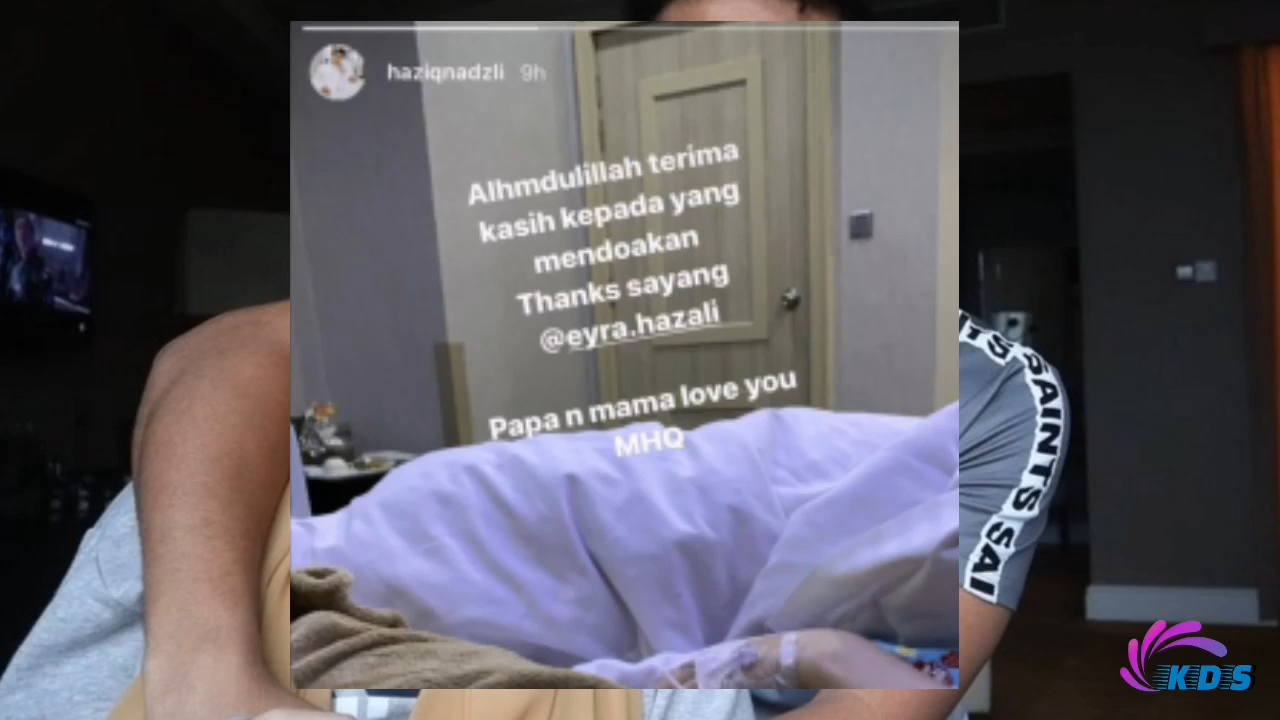 haziqnadzli 9h
Alhmdulillah terima
kasih kepada yang
mendoakan
Thanks sayang
@eyra.hazali
Papa n mama love you
MHQ
TS SAINTS SAI
KDS